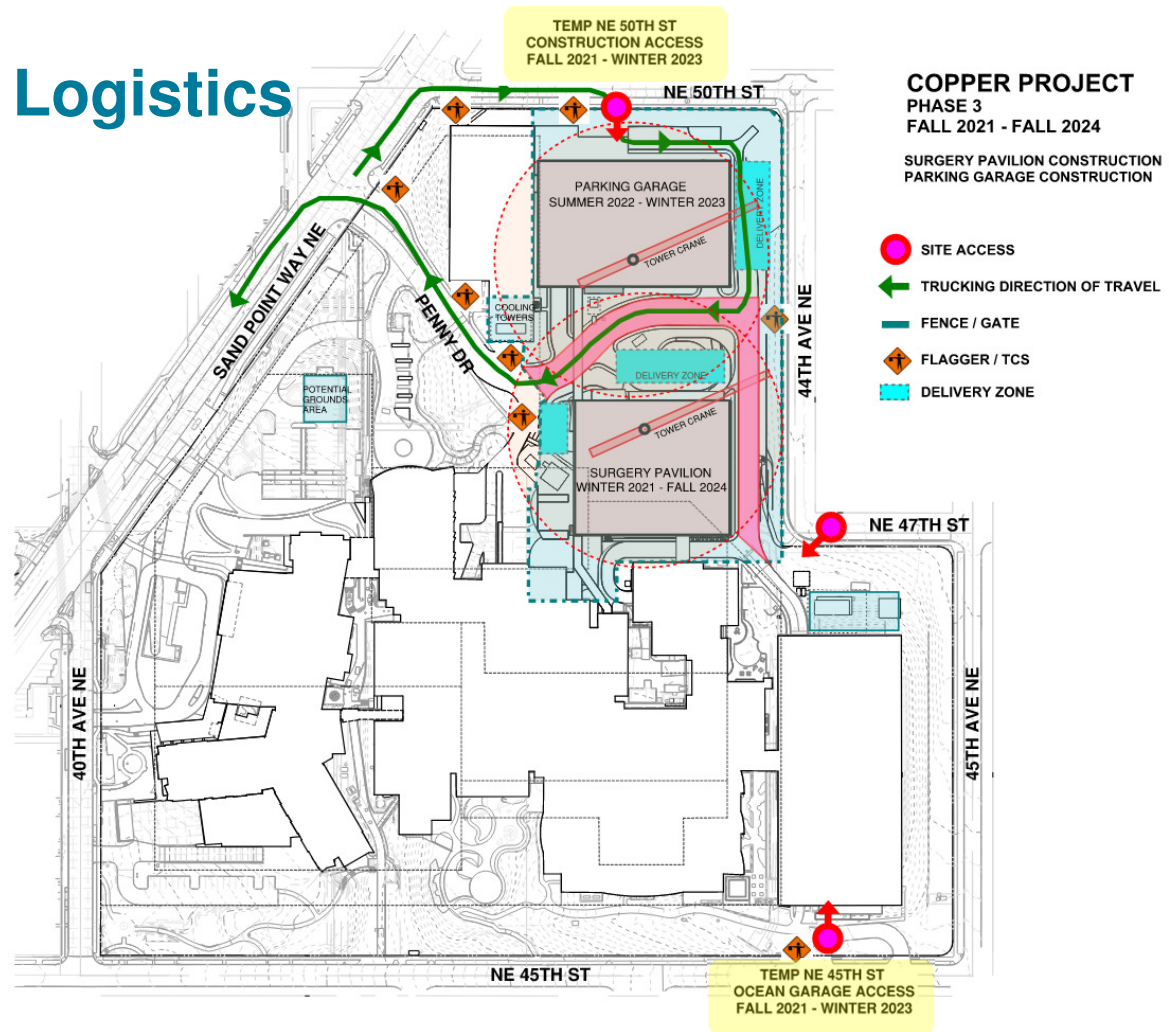 Logistics
TEMP NE 50TH ST
CONSTRUCTION ACCESS
FALL 2021 - WINTER 2023
NE 50TH ST
COPPER PROJECT
PHASE 3
FALL 2021 - FALL 2024
SURGERY PAVILION CONSTRUCTION
PARKING GARAGE CONSTRUCTION
SITE ACCESS
TRUCKING DIRECTION OF TRAVEL
FENCE / GATE
FLAGGER / TCS
DELIVERY ZONE
PARKING GARAGE
SUMMER 2022 - WINTER 2023
TOWER CRANE
DELIVERY ZONE
SAND POINT WAY NE
PENNY DR
COOLING
TOWERS
44TH AVE NE
POTENTIAL
GROUNDS
AREA
DELIVERY ZONE
TOWER CRANE
SURGERY PAVILION
WINTER 2021 - FALL 2024
NE 47TH ST
40TH AVE NE
45TH AVE NE
NE 45TH ST
TEMP NE 45TH ST
OCEAN GARAGE ACCESS
FALL 2021 - WINTER 2023